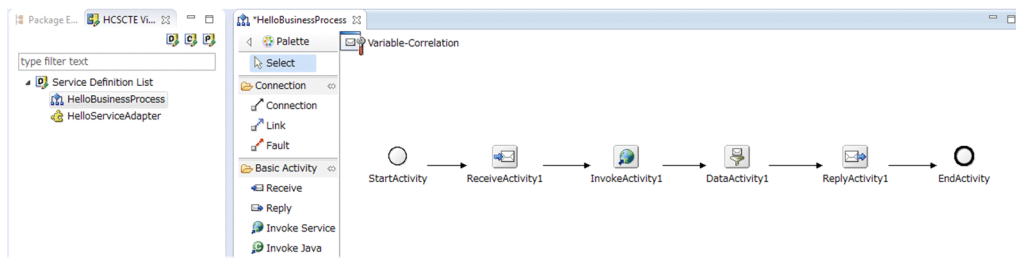 Package E...
HCSCTE Vi...
type filter text
Service Definition List
HelloBusinessProcess
HelloServiceAdapter
*HelloBusinessProcess
Palette
Select
Connection
Connection
Link
Fault
Basic Activity
Receive
Reply
Invoke Service
Invoke Java
Variable-Correlation
StartActivity
ReceiveActivity1
InvokeActivity1
DataActivity1
ReplyActivity1
EndActivity